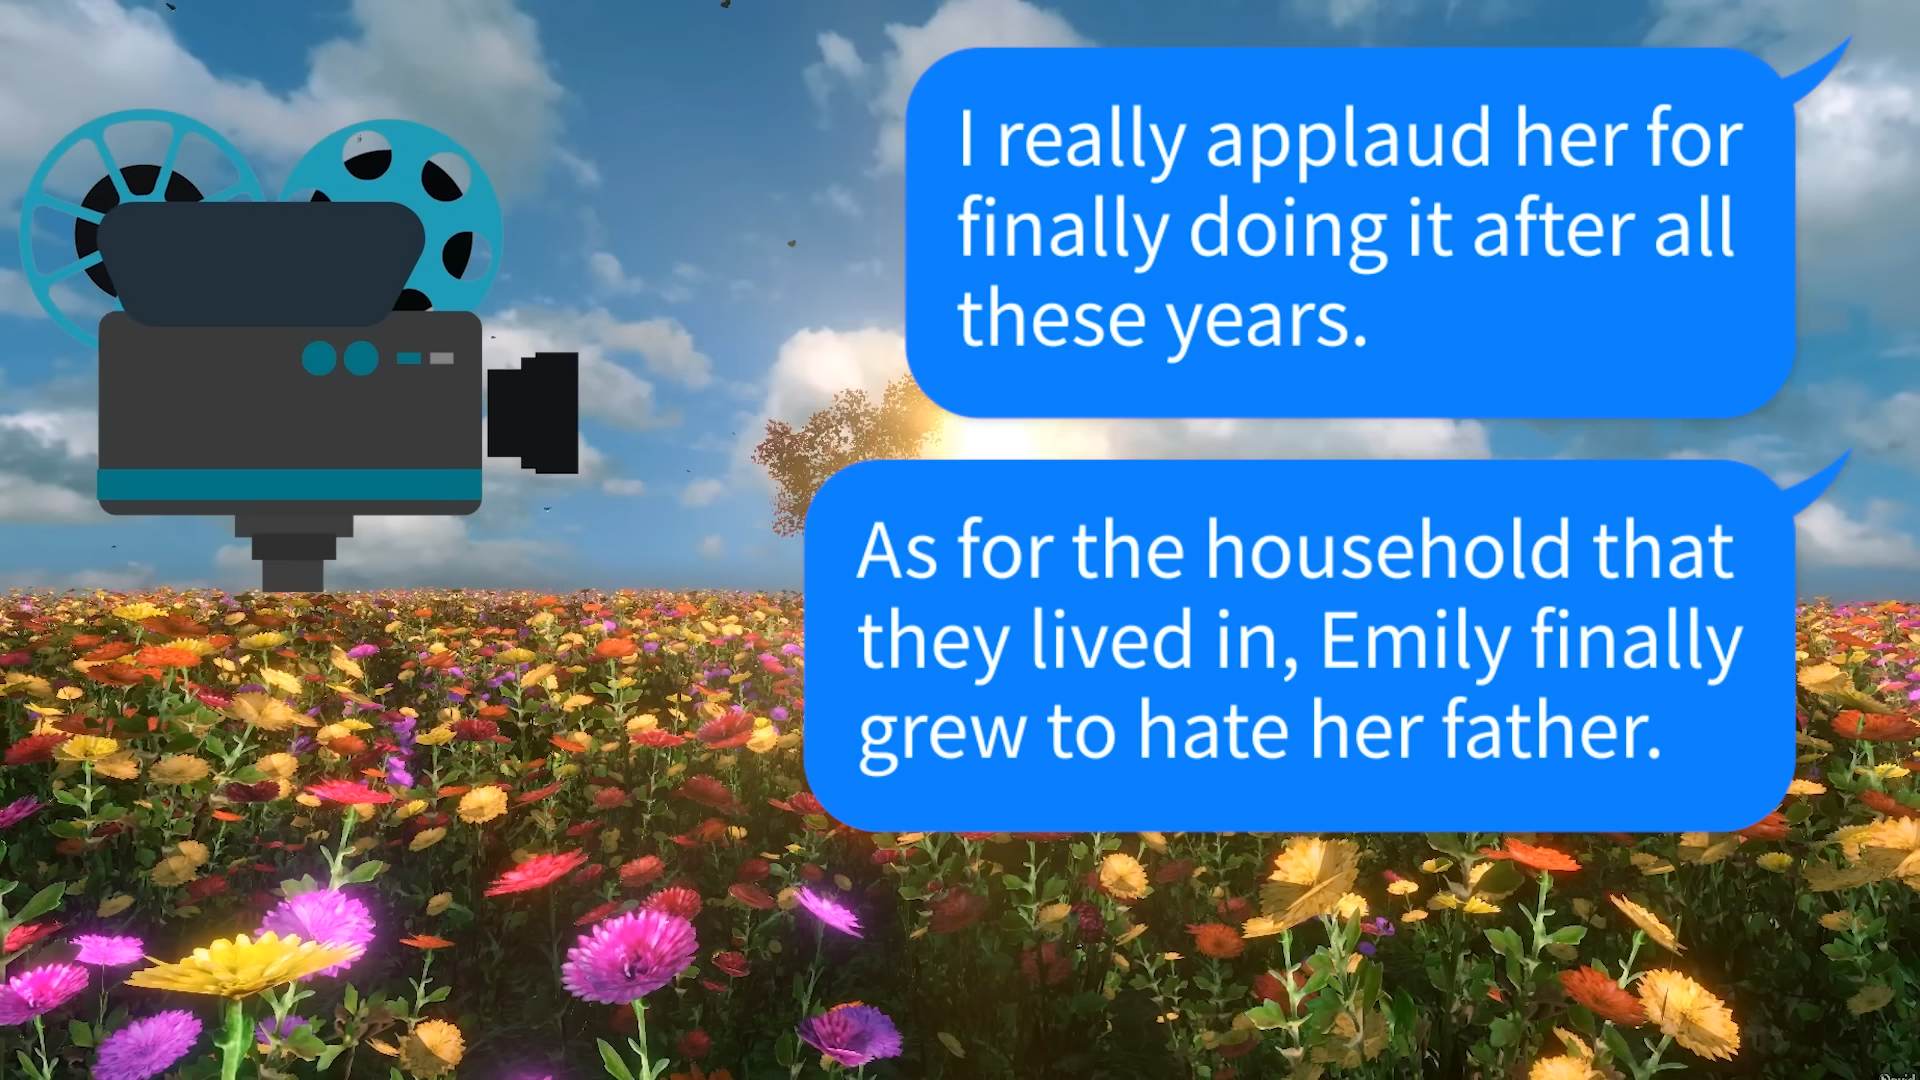 I really applaud her for
finally doing it after all
these years.
As for the household that
they lived in, Emily finally
grew to hate her father.